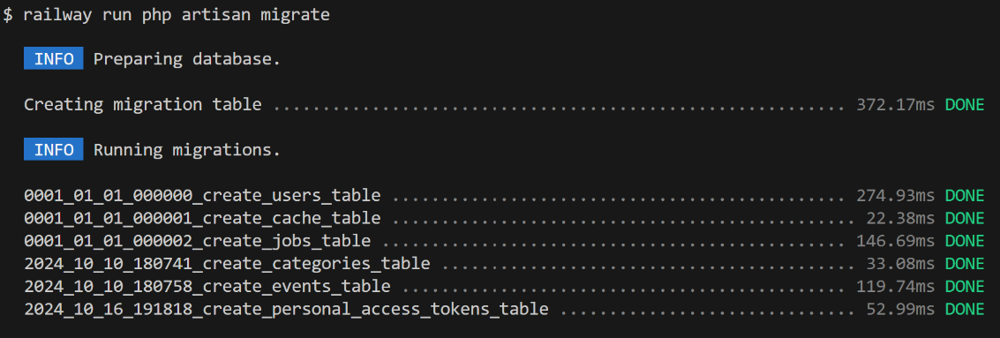 $ railway run php artisan migrate
INFO Preparing database.
Creating migration table .......................................................... 372.17ms DONE
INFO Running migrations.
0001_01_01_000000_create_users_table .............................................. 274.93ms DONE
0001_01_01_000001_create_cache_table ............................................... 22.38ms DONE
0001_01_01_000002_create_jobs_table ............................................... 146.69ms DONE
2024_10_10_180741_create_categories_table .......................................... 33.08ms DONE
2024_10_10_180758_create_events_table ............................................. 119.74ms DONE
2024_10_16_191818_create_personal_access_tokens_table .............................. 52.99ms DONE